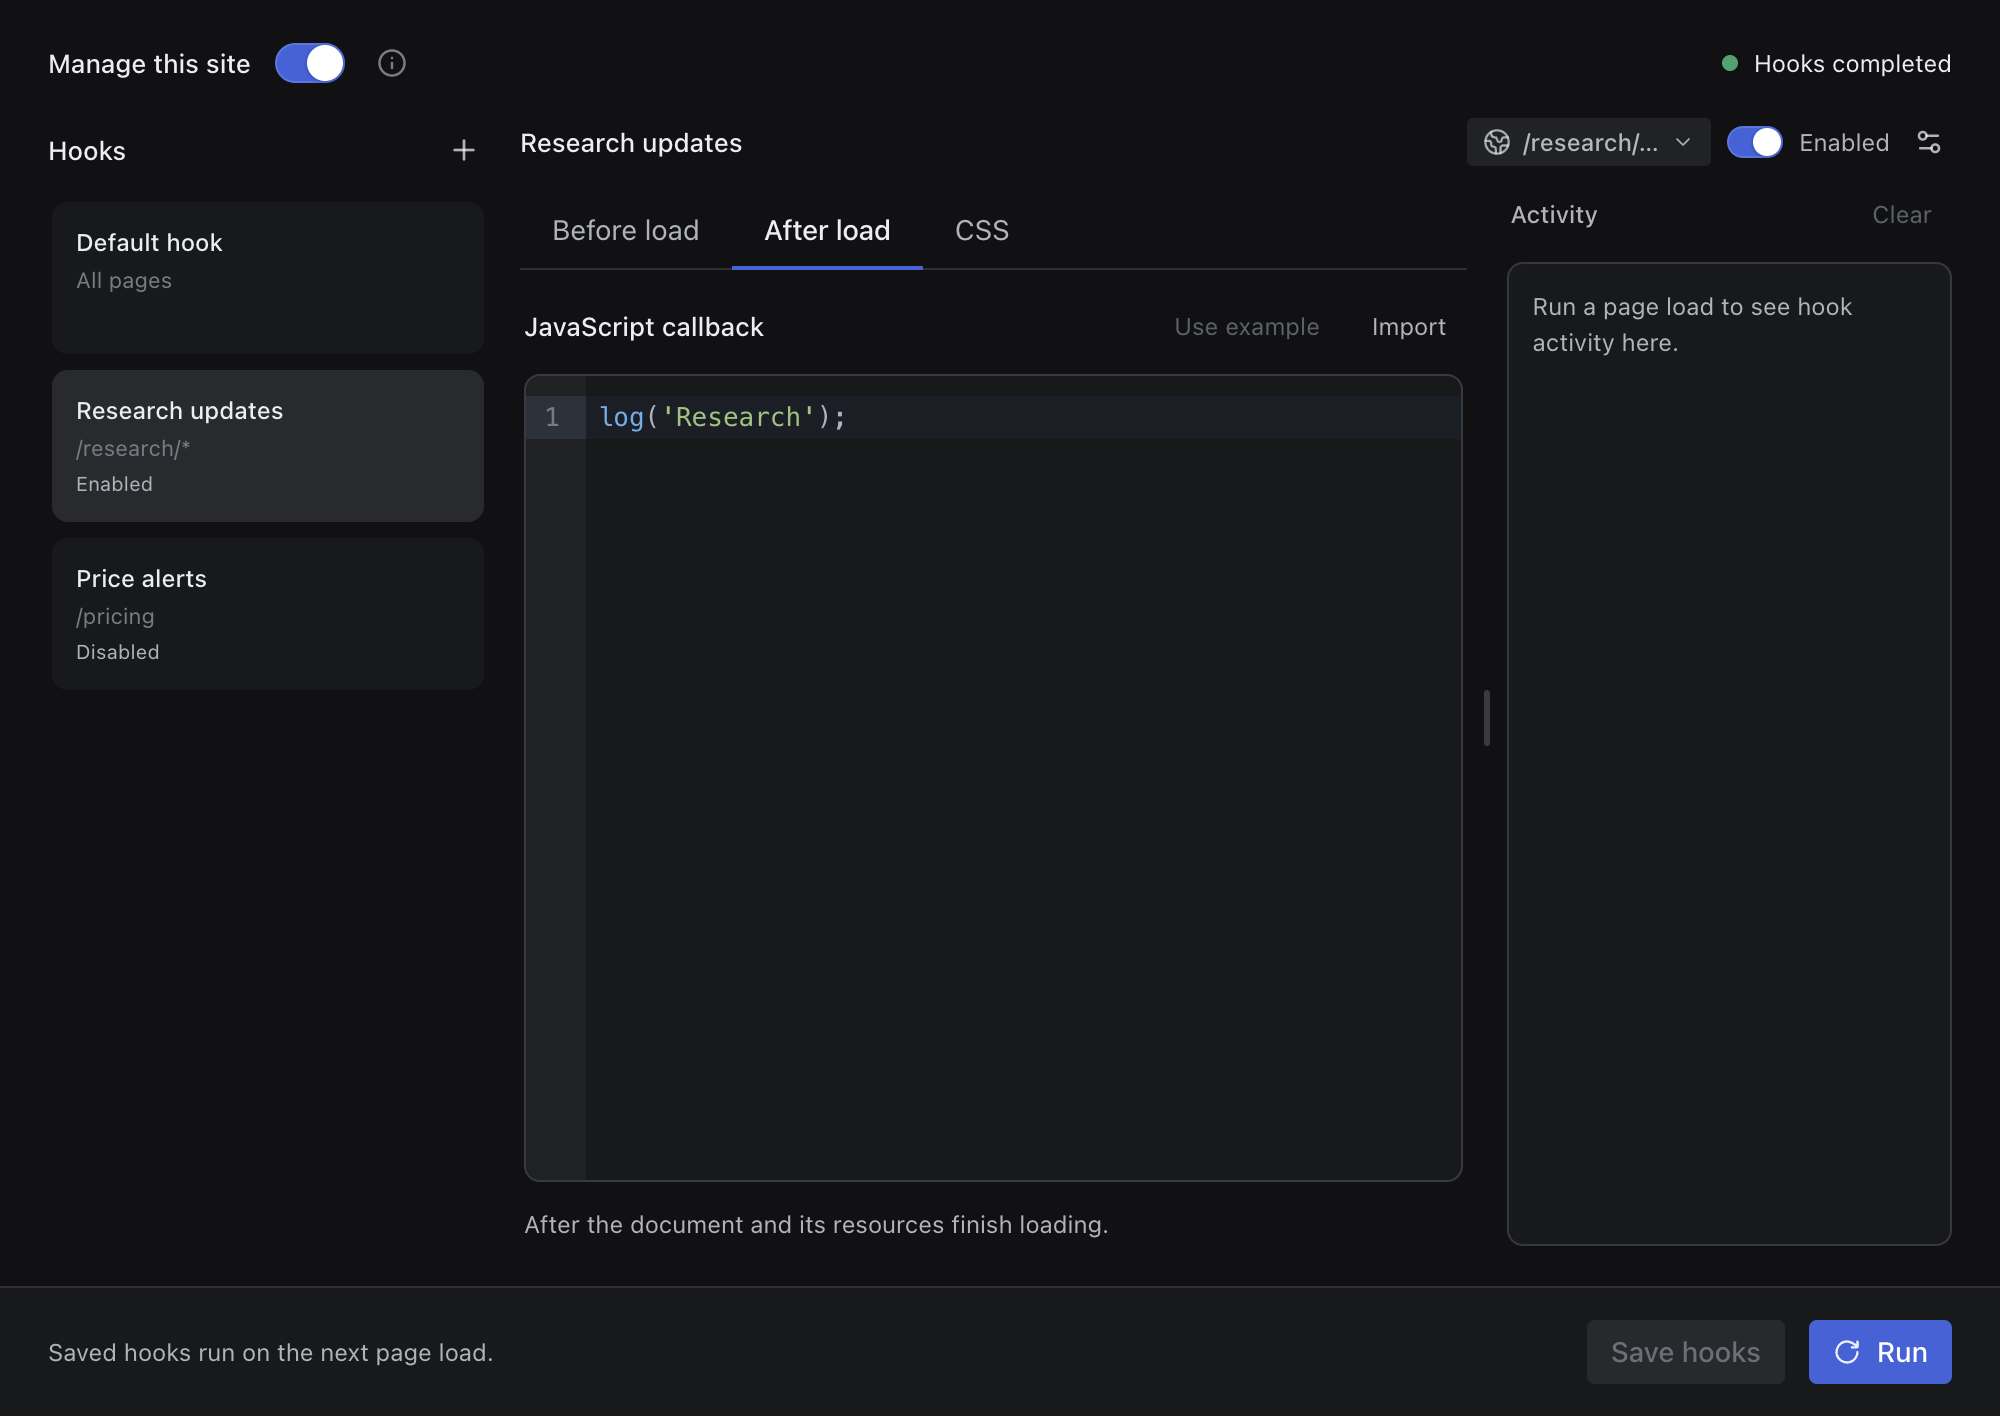 Manage this site
Hooks completed
Hooks
Default hook
All pages
Research updates
/research/*
Enabled
Price alerts
/pricing
Disabled
Research updates
/research/...
Enabled
Before load
After load
CSS
JavaScript callback
Use example
Import
1
log('Research');
After the document and its resources finish loading.
Activity
Clear
Run a page load to see hook
activity here.
Saved hooks run on the next page load.
Save hooks
Run